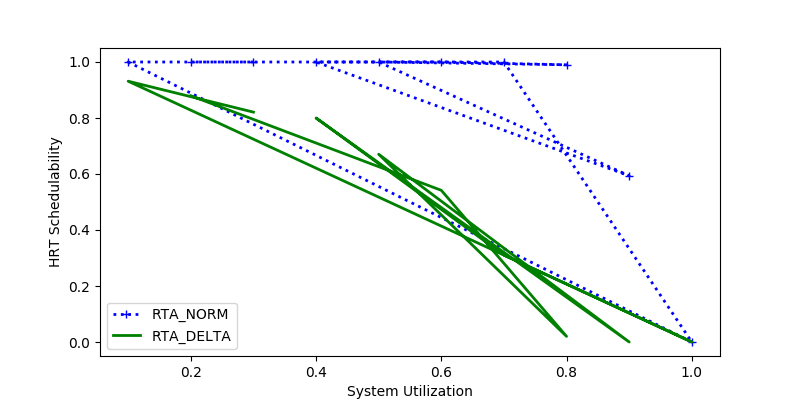 1.0
0.8
0.6
0.4
0.2
0.0
HRT Schedulability
RTA_NORM
RTA_DELTA
0.2 0.4 0.6 0.8 1.0
System Utilization